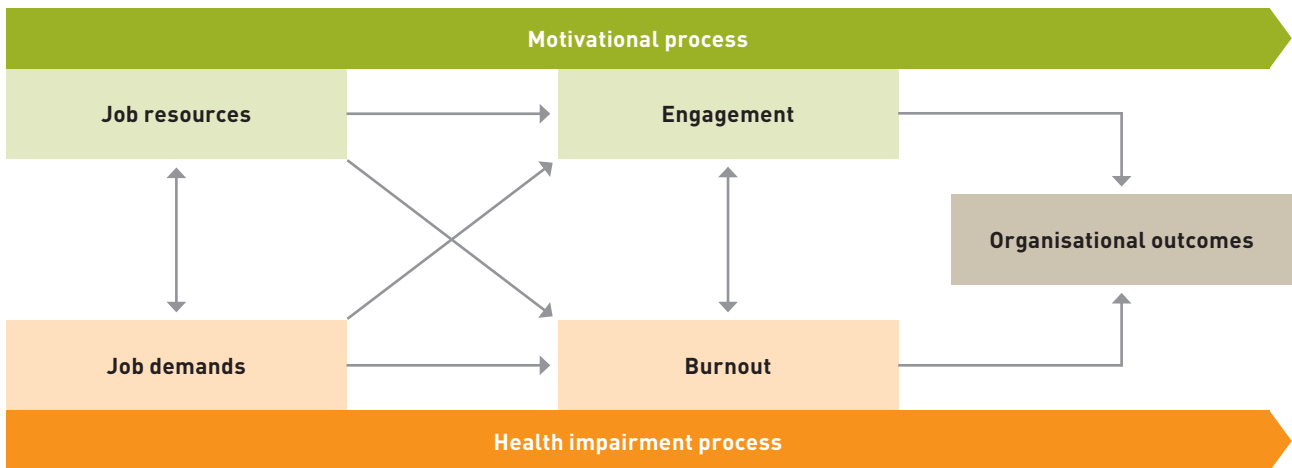 Motivational process
Job resources
Engagement
Organisational outcomes
Job demands
Burnout
Health impairment process